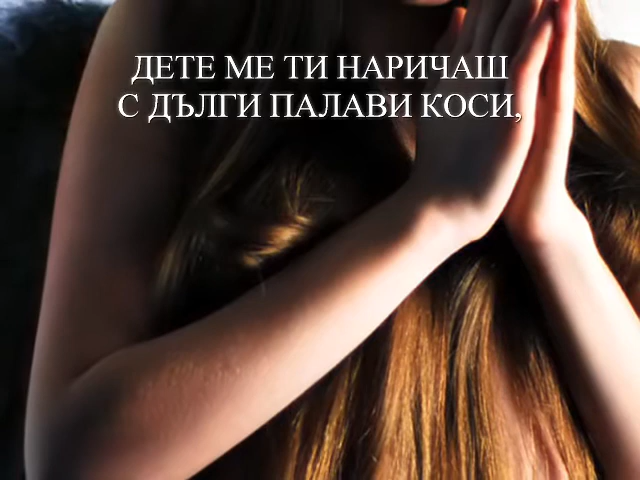 ДЕТЕ МЕ ТИ НАРИЧАШ
С ДЪЛГИ ПАЛАВИ КОСИ,